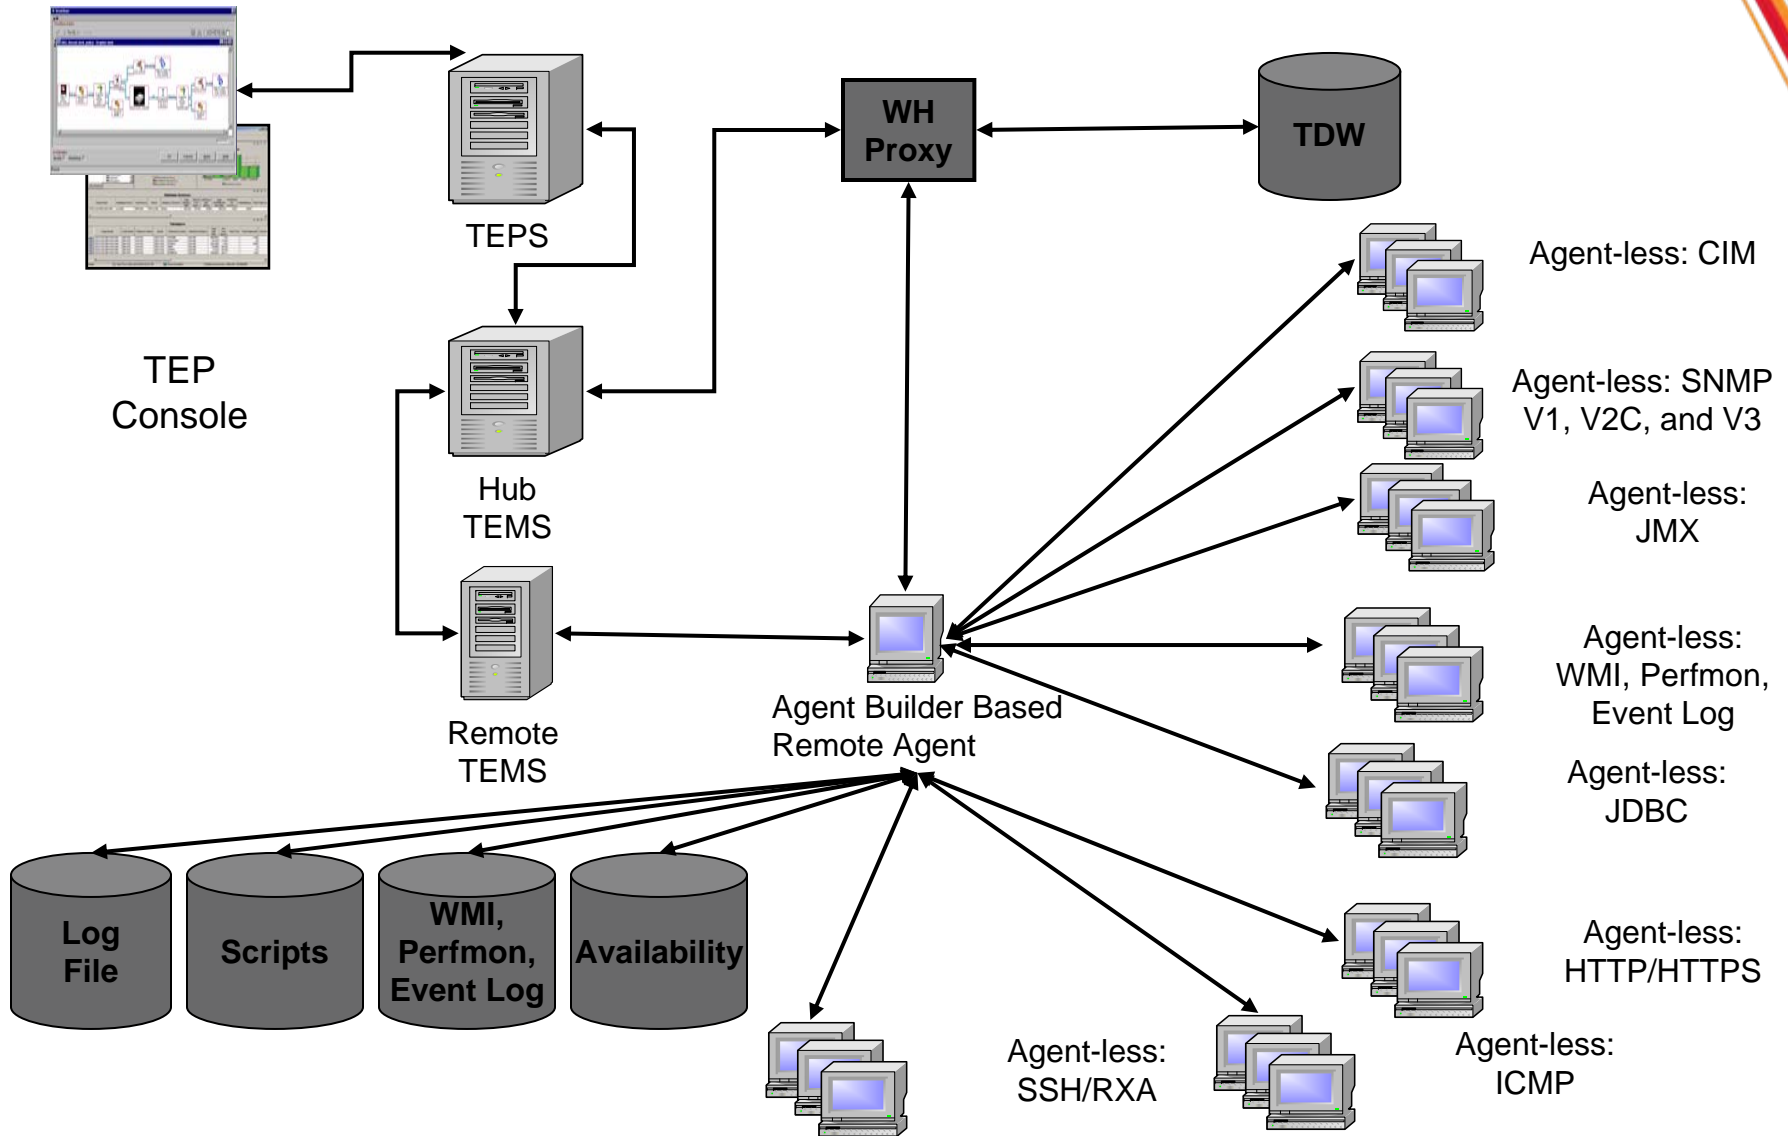 WH
Proxy
TDW
TEPS
Agent-less: CIM
TEP
Console
Agent-less: SNMP
V1, V2C, and V3
Hub
TEMS
Agent-less:
JMX
Agent-less:
WMI, Perfmon,
Event Log
Agent Builder Based
Remote Agent
Remote
TEMS
Agent-less:
JDBC
Log
File
Scripts
WMI,
Perfmon,
Event Log
Availability
Agent-less:
HTTP/HTTPS
Agent-less:
SSH/RXA
Agent-less:
ICMP